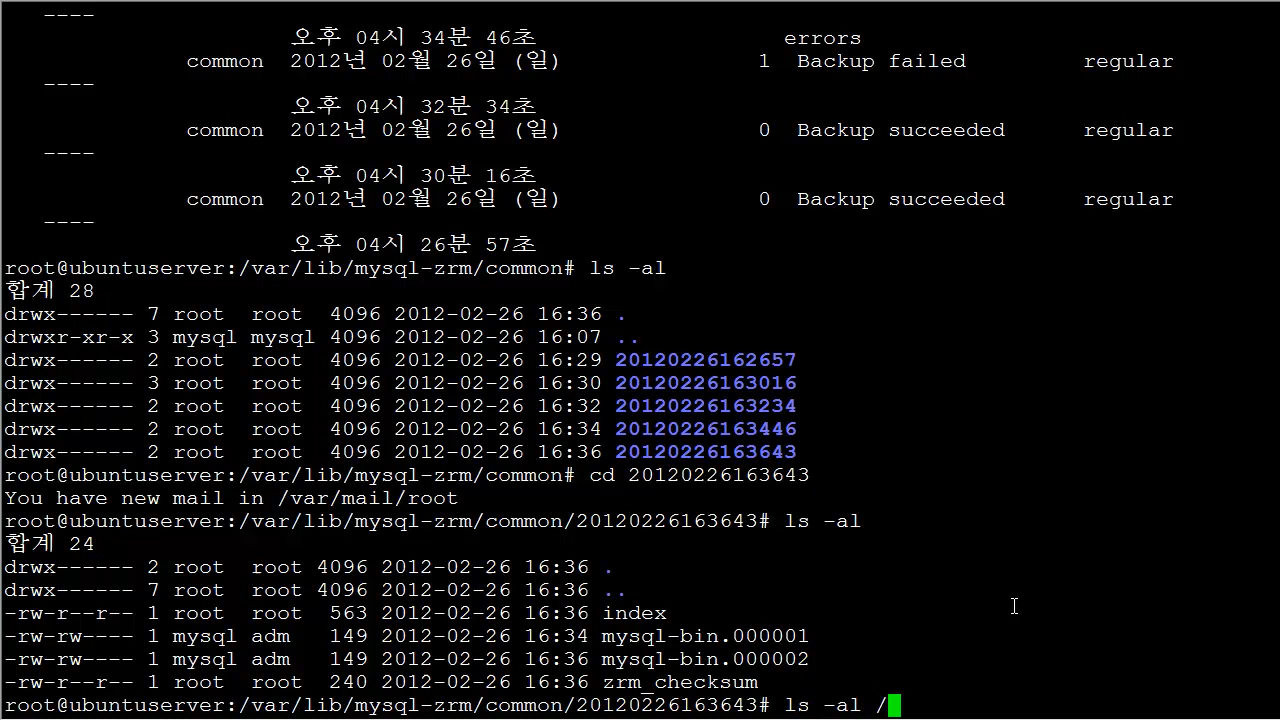 ----
오후 04시 34분 46초 errors
common 2012년 02월 26일 (일) 1 Backup failed regular
----
오후 04시 32분 34초
common 2012년 02월 26일 (일) 0 Backup succeeded regular
----
오후 04시 30분 16초
common 2012년 02월 26일 (일) 0 Backup succeeded regular
----
오후 04시 26분 57초
root@ubuntuserver:/var/lib/mysql-zrm/common# ls -al
합계 28
drwx------ 7 root root 4096 2012-02-26 16:36 .
drwxr-xr-x 3 mysql mysql 4096 2012-02-26 16:07 ..
drwx------ 2 root root 4096 2012-02-26 16:29 20120226162657
drwx------ 3 root root 4096 2012-02-26 16:30 20120226163016
drwx------ 2 root root 4096 2012-02-26 16:32 20120226163234
drwx------ 2 root root 4096 2012-02-26 16:34 20120226163446
drwx------ 2 root root 4096 2012-02-26 16:36 20120226163643
root@ubuntuserver:/var/lib/mysql-zrm/common# cd 20120226163643
You have new mail in /var/mail/root
root@ubuntuserver:/var/lib/mysql-zrm/common/20120226163643# ls -al
합계 24
drwx------ 2 root root 4096 2012-02-26 16:36 .
drwx------ 7 root root 4096 2012-02-26 16:36 ..
-rw-r--r-- 1 root root 563 2012-02-26 16:36 index
-rw-rw---- 1 mysql adm 149 2012-02-26 16:34 mysql-bin.000001
-rw-rw---- 1 mysql adm 149 2012-02-26 16:36 mysql-bin.000002
-rw-r--r-- 1 root root 240 2012-02-26 16:36 zrm_checksum
root@ubuntuserver:/var/lib/mysql-zrm/common/20120226163643# ls -al /